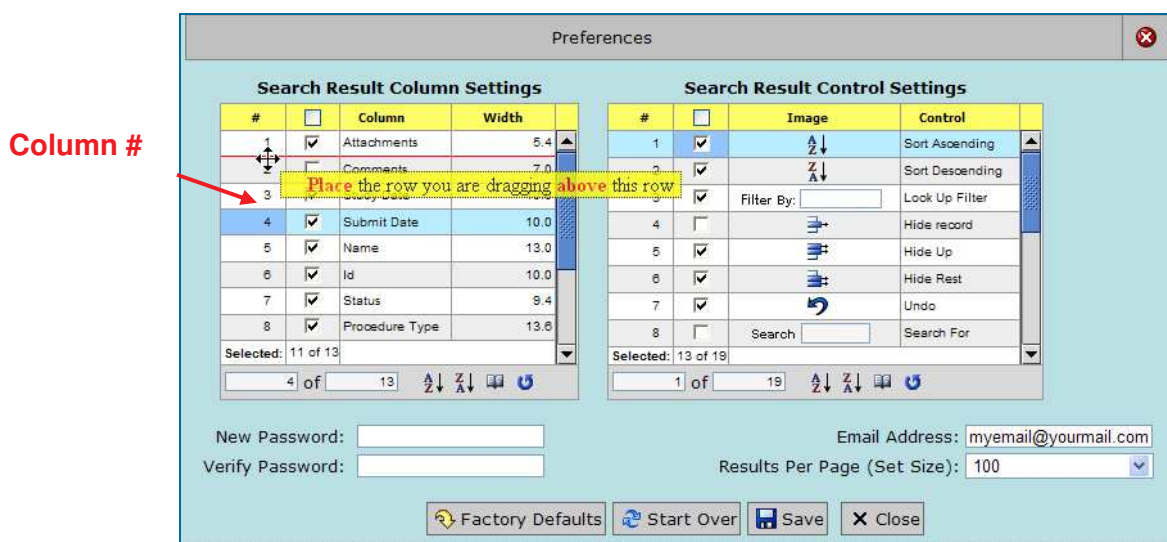 Preferences
Column #
Search Result Column Settings
# Column Width
1 Attachments 5.4
2 Comments 7.0
Place the row you are dragging above this row
3
4 Submit Date 10.0
5 Name 13.0
6 Id 10.0
7 Status 9.4
8 Procedure Type 13.6
Selected: 11 of 13
4 of 13
Search Result Control Settings
# Image Control
1 Sort Ascending
2 Sort Descending
3 Filter By: Look Up Filter
4 Hide record
5 Hide Up
6 Hide Rest
7 Undo
8 Search Search For
Selected: 13 of 19
1 of 19
New Password:
Verify Password:
Email Address: myemail@yourmail.com
Results Per Page (Set Size): 100
Factory Defaults Start Over Save X Close